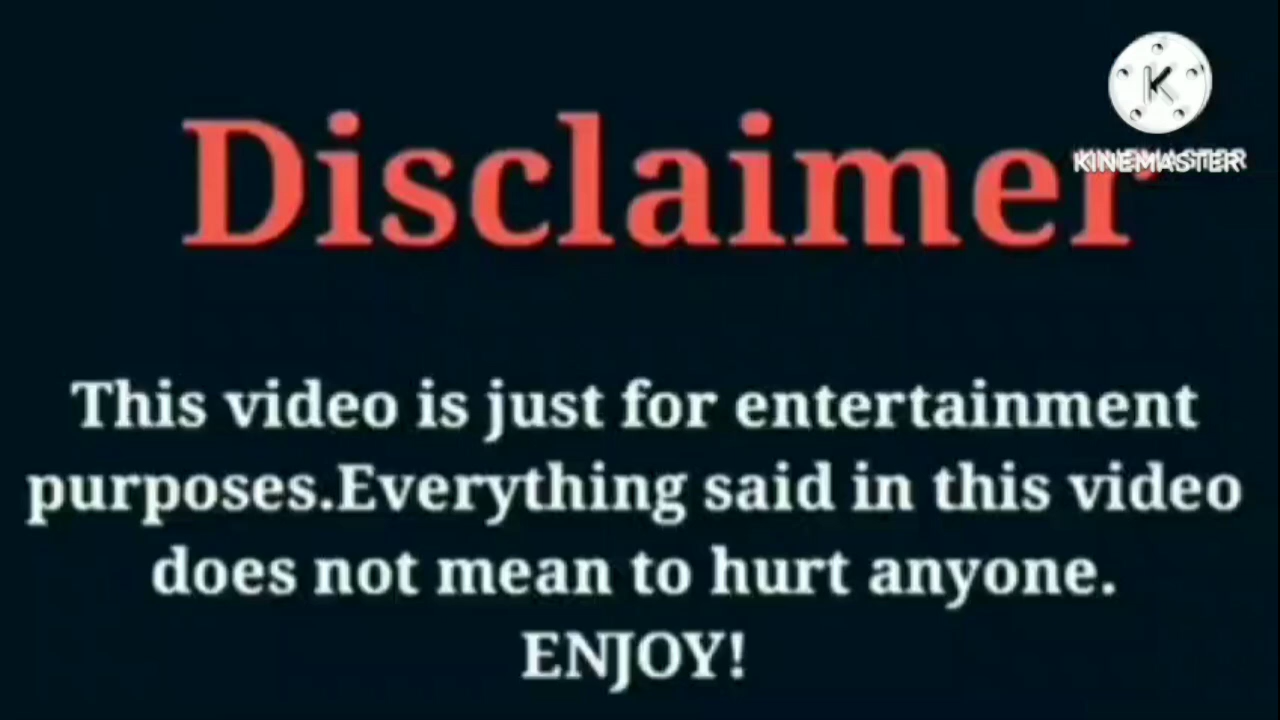 K
KINEMASTER
Disclaimer
This video is just for entertainment
purposes.Everything said in this video
does not mean to hurt anyone.
ENJOY!